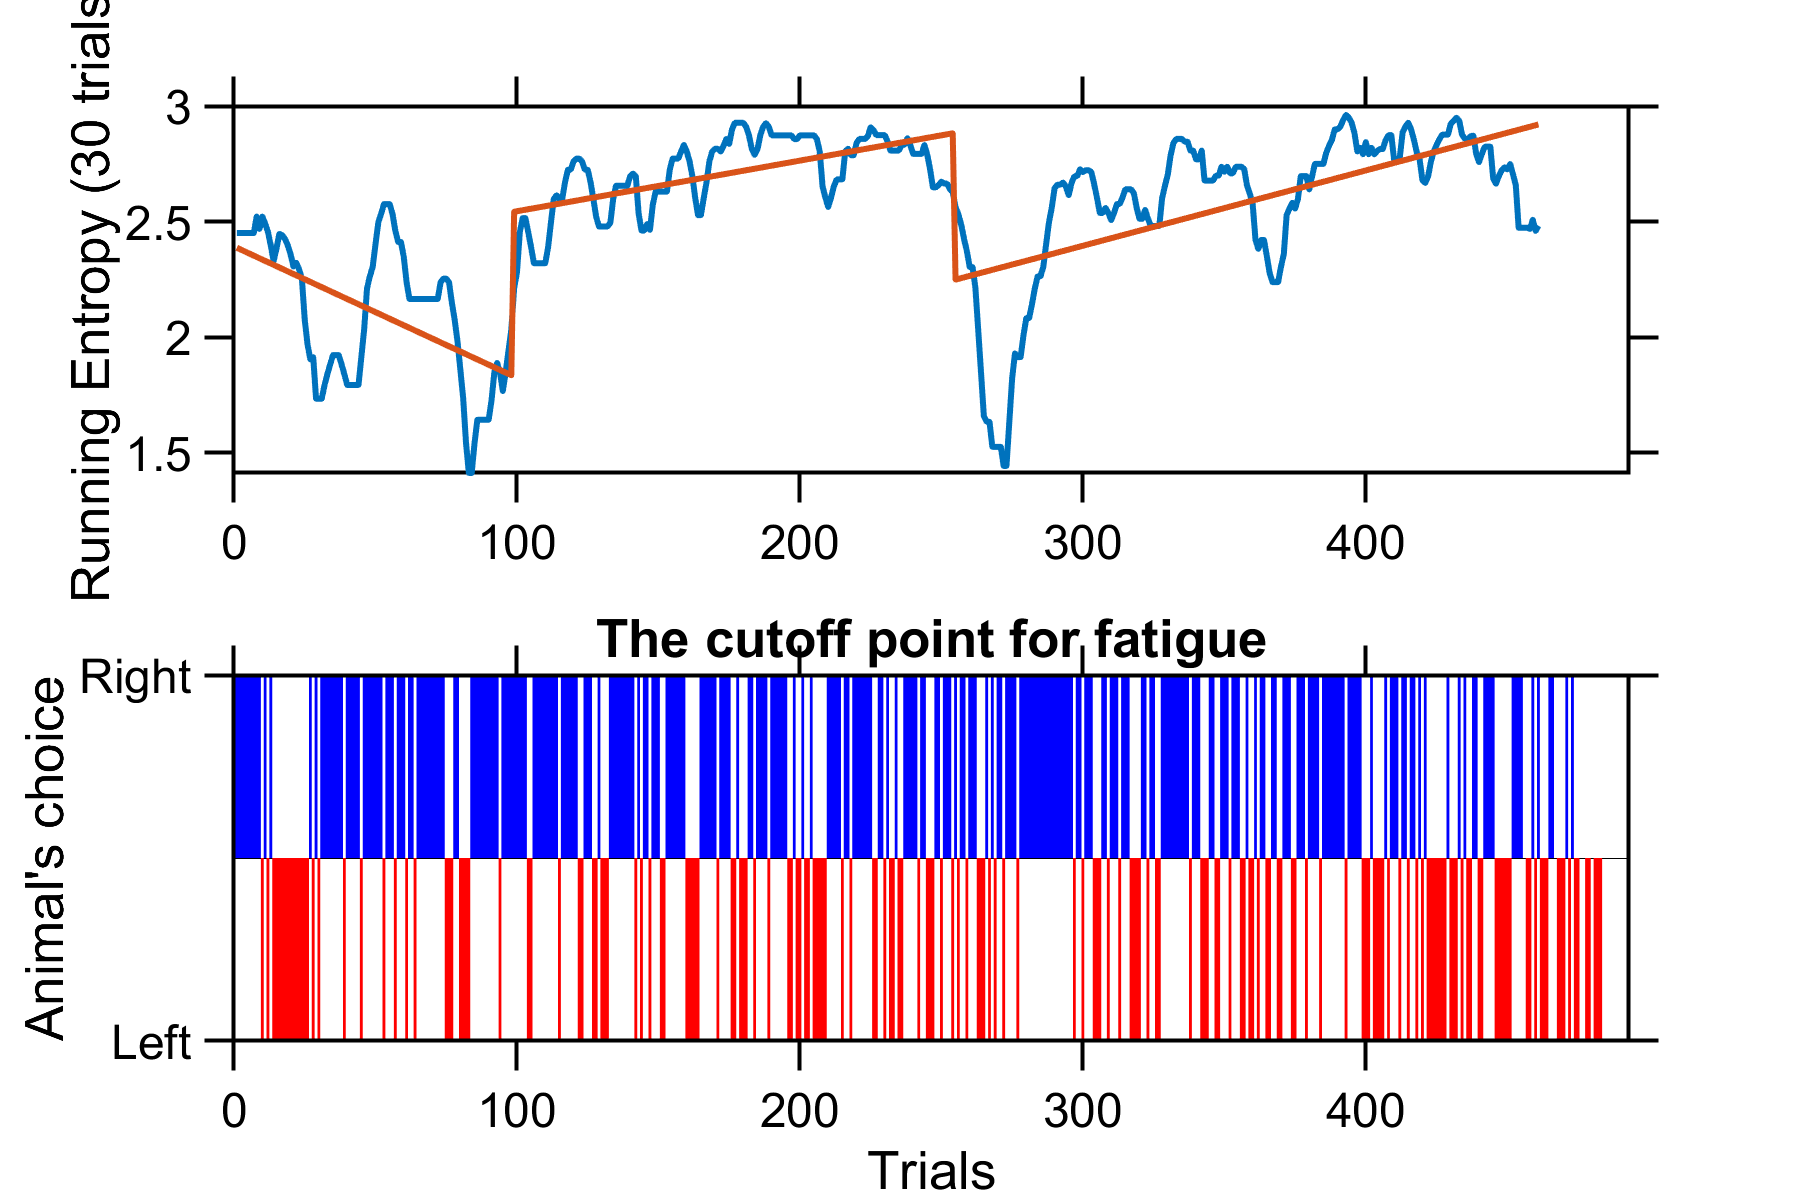 Running Entropy (30 trials
3
2.5
2
1.5
0 100 200 300 400
The cutoff point for fatigue
Animal's choice
Right
Left
0 100 200 300 400
Trials